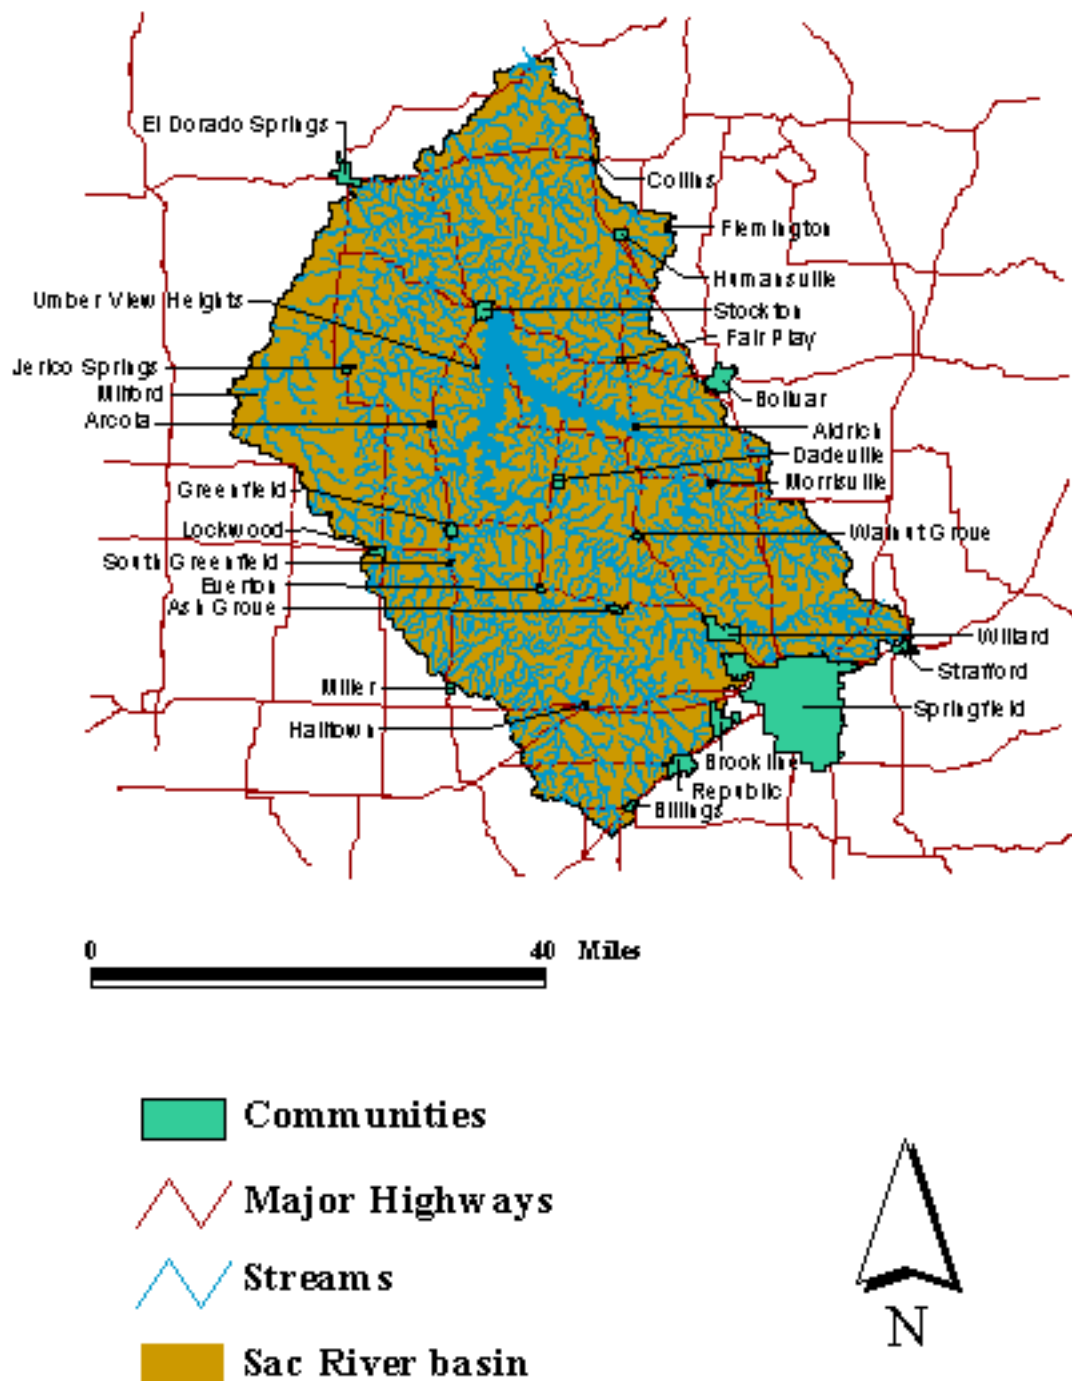 El Dorado Springs
Collins
Flemington
Humansville
Umber View Heights
Stockton
Fair Play
Jerico Springs
Milford
Bolivar
Arcola
Aldrich
Dadeville
Greenfield
Morrisville
Lockwood
Walnut Grove
South Greenfield
Everton
Ash Grove
Willard
Strafford
Miller
Springfield
Halltown
Brookline
Republic
Billings
0 40 Miles
Communities
Major Highways
Streams
N
Sac River basin